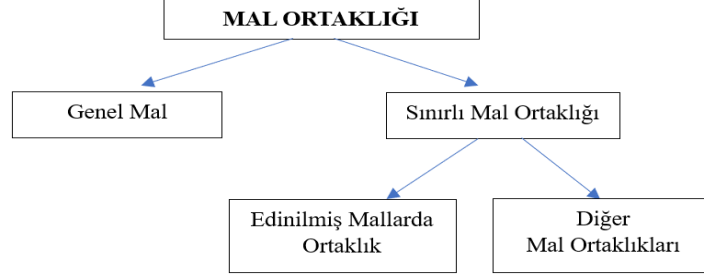 MAL ORTAKLIĞI
Genel Mal
Sınırlı Mal Ortaklığı
Edinilmiş Mallarda
Ortaklık
Diğer
Mal Ortaklıkları